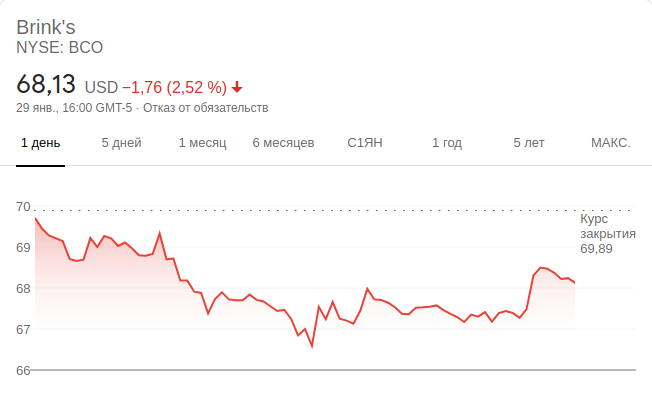 Brink's
NYSE: BCO
68,13 USD −1,76 (2,52 %)
29 янв., 16:00 GMT-5 · Отказ от обязательств
1 день 5 дней 1 месяц 6 месяцев С1ЯН 1 год 5 лет МАКС.
70
Курс
закрытия
69,89
69
68
67
66